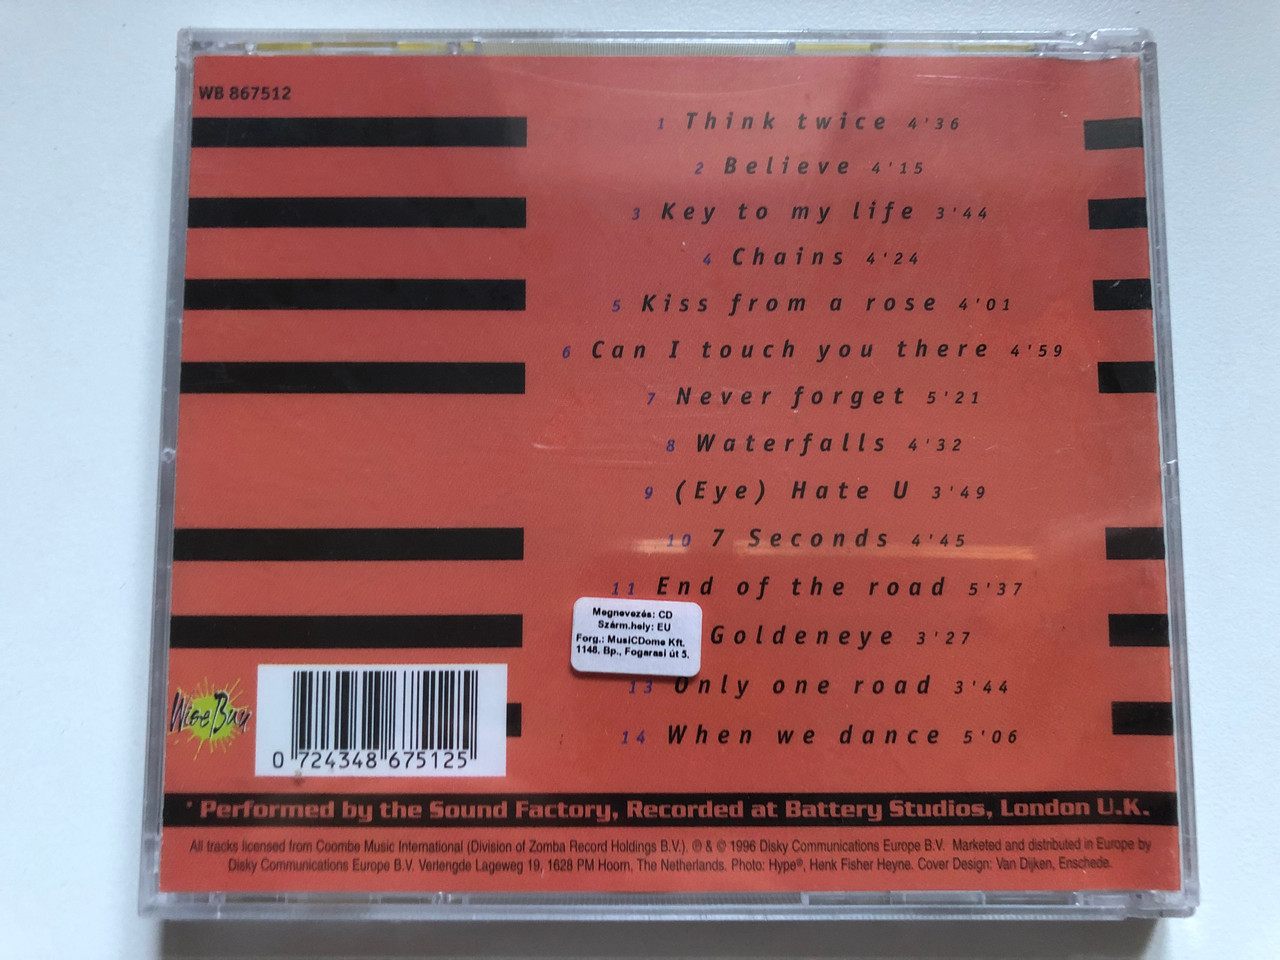 WB 867512
1 Think twice 4'36
2 Believe 4'15
3 Key to my life 3'44
4 Chains 4'24
5 Kiss from a rose 4'01
6 Can I touch you there 4'59
7 Never forget 5'21
8 Waterfalls 4'32
9 (Eye) Hate U 3'49
10 7 Seconds 4'45
11 End of the road 5'37
Goldeneye 3'27
13 Only one road 3'44
14 When we dance 5'06
Megnevezés: CD
Szárm.hely: EU
Forg.: MusiCDome Kft.
1148. Bp., Fogarasi út 5.
Wise Buy
0 724348 675125
* Performed by the Sound Factory, Recorded at Battery Studios, London U.K.
All tracks licensed from Coombe Music International (Division of Zomba Record Holdings B.V.). ℗ & © 1996 Disky Communications Europe B.V. Marketed and distributed in Europe by
Disky Communications Europe B.V. Verlengde Lageweg 19, 1628 PM Hoorn, The Netherlands. Photo: Hype®, Henk Fisher Heyne. Cover Design: Van Dijken, Enschede.